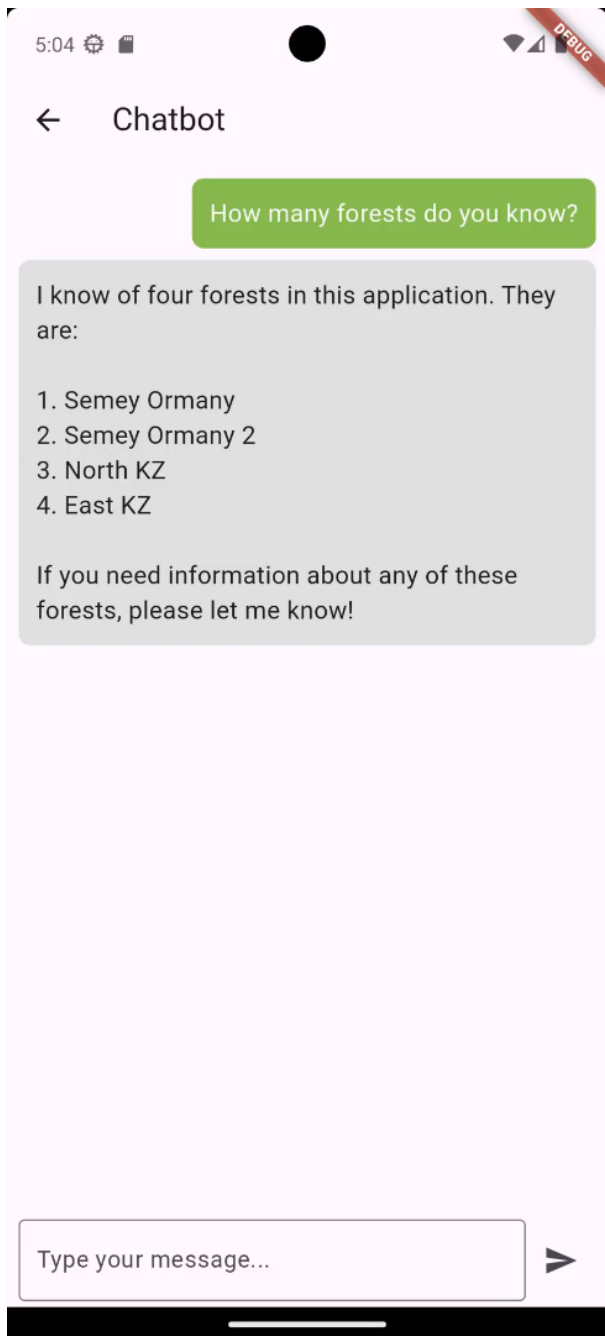 5:04
DEBUG
Chatbot
How many forests do you know?
I know of four forests in this application. They
are:
1. Semey Ormany
2. Semey Ormany 2
3. North KZ
4. East KZ
If you need information about any of these
forests, please let me know!
Type your message...